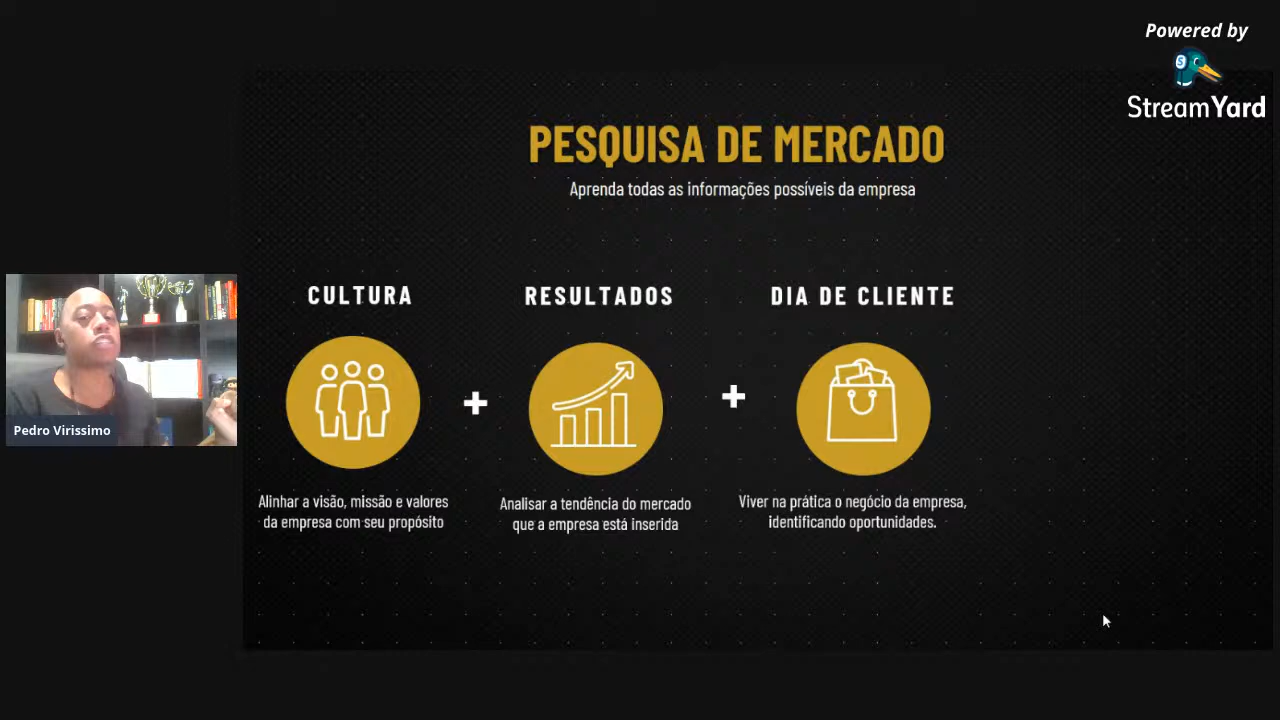 Powered by
StreamYard
PESQUISA DE MERCADO
Aprenda todas as informações possíveis da empresa
CULTURA
RESULTADOS
DIA DE CLIENTE
Alinhar a visão, missão e valores
da empresa com seu propósito
Analisar a tendência do mercado
que a empresa está inserida
Viver na prática o negócio da empresa,
identificando oportunidades.
Pedro Virissimo